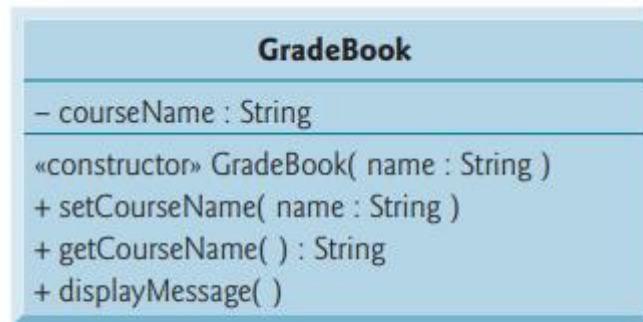 GradeBook
– courseName : String
«constructor» GradeBook( name : String )
+ setCourseName( name : String )
+ getCourseName( ) : String
+ displayMessage( )